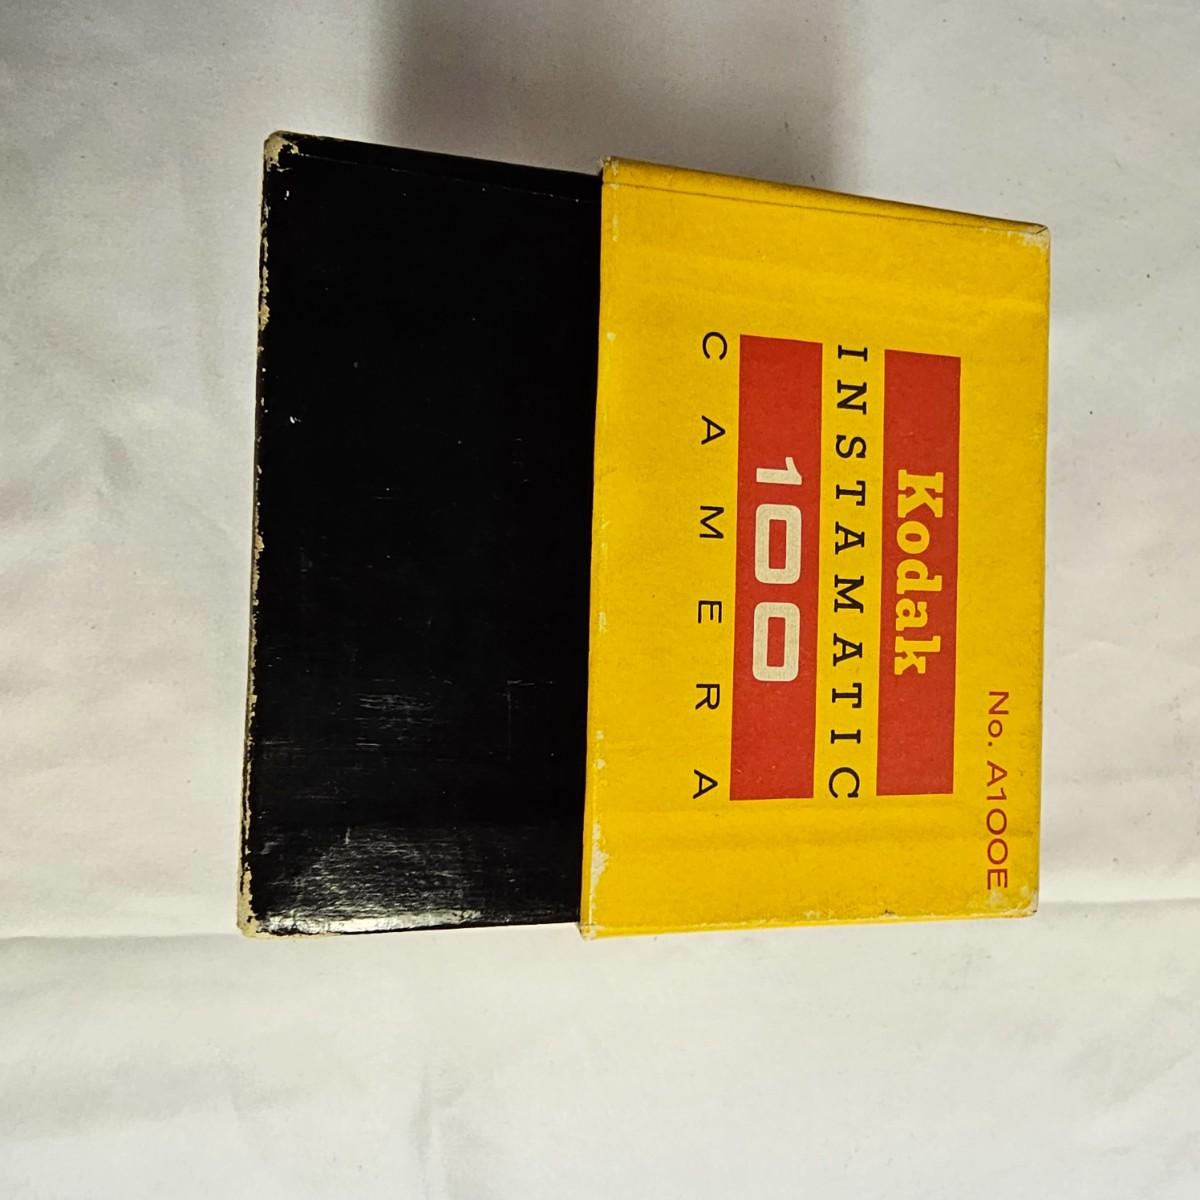 No. A100E
Kodak
INSTAMATIC
100
CAMERA